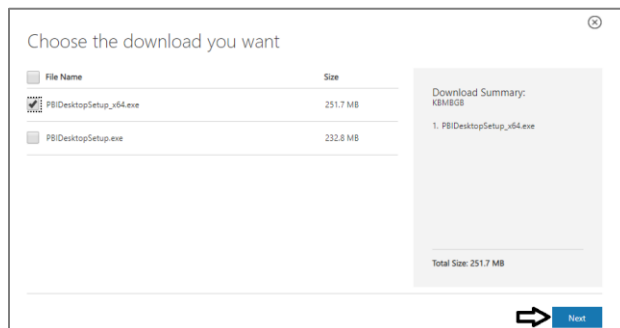 Choose the download you want
File Name Size
PBIDesktopSetup_x64.exe 251.7 MB
PBIDesktopSetup.exe 232.8 MB
Download Summary:
KBMBGB
1. PBIDesktopSetup_x64.exe
Total Size: 251.7 MB
Next